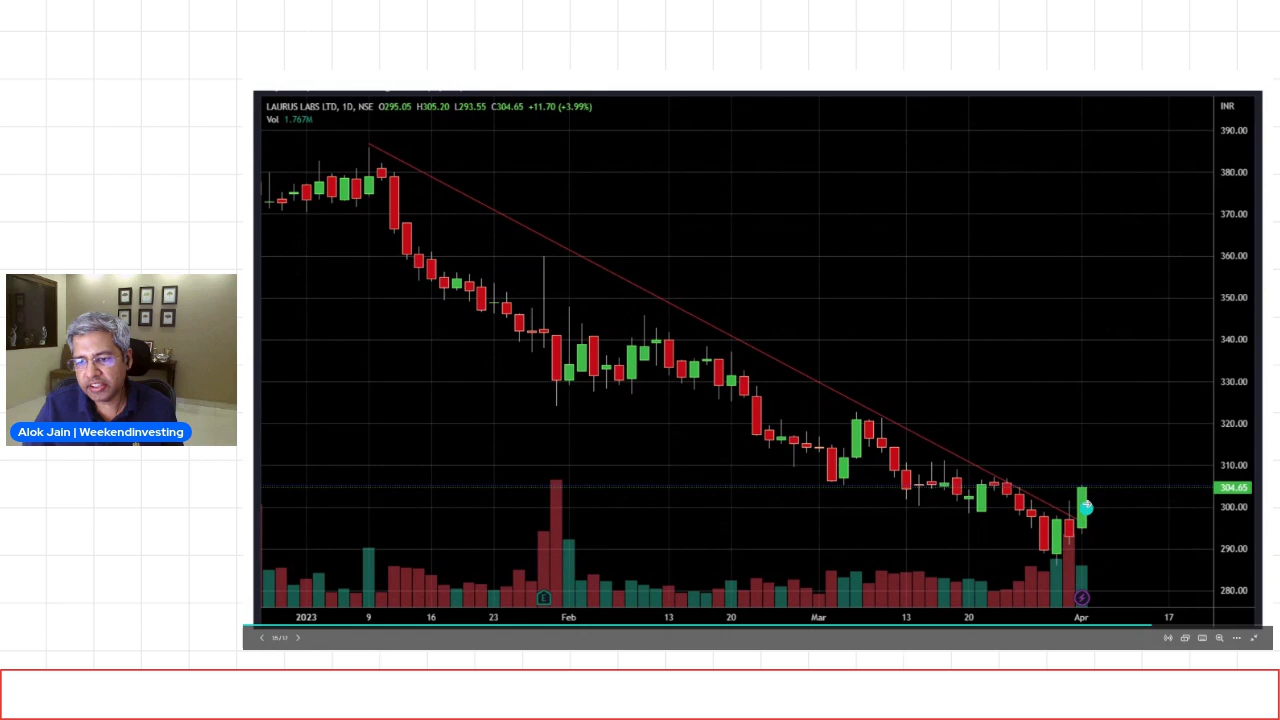 LAURUS LABS LTD, 1D, NSE O295.05 H305.20 L293.55 C304.65 +11.70 (+3.99%)
Vol 1.767M
INR
390.00
380.00
370.00
360.00
350.00
340.00
330.00
320.00
310.00
304.65
300.00
290.00
280.00
E
2023 9 16 23 Feb 13 20 Mar 13 20 Apr 17
16/17
Alok Jain | Weekendinvesting